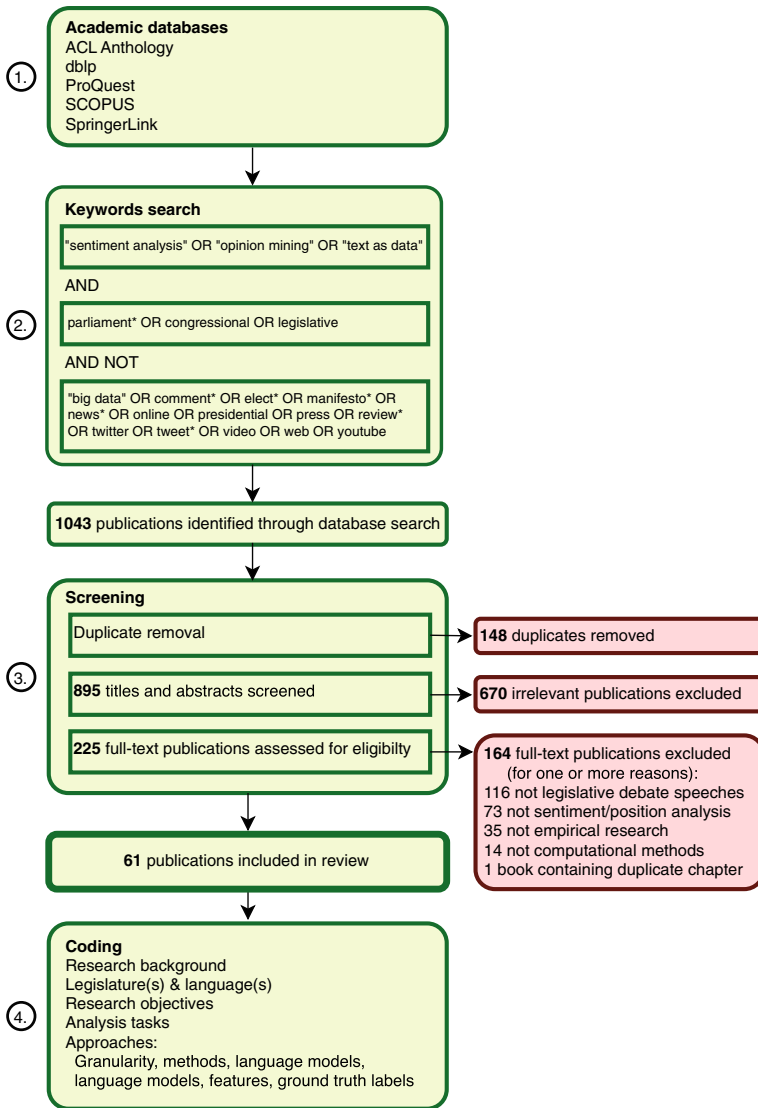 1.
Academic databases
ACL Anthology
dblp
ProQuest
SCOPUS
SpringerLink
2.
Keywords search
"sentiment analysis" OR "opinion mining" OR "text as data"
AND
parliament* OR congressional OR legislative
AND NOT
"big data" OR comment* OR elect* OR manifesto* OR
news* OR online OR presidential OR press OR review*
OR twitter OR tweet* OR video OR web OR youtube
1043 publications identified through database search
3.
Screening
Duplicate removal
148 duplicates removed
895 titles and abstracts screened
670 irrelevant publications excluded
225 full-text publications assessed for eligibilty
164 full-text publications excluded
(for one or more reasons):
116 not legislative debate speeches
73 not sentiment/position analysis
35 not empirical research
14 not computational methods
1 book containing duplicate chapter
61 publications included in review
4.
Coding
Research background
Legislature(s) & language(s)
Research objectives
Analysis tasks
Approaches:
Granularity, methods, language models,
language models, features, ground truth labels